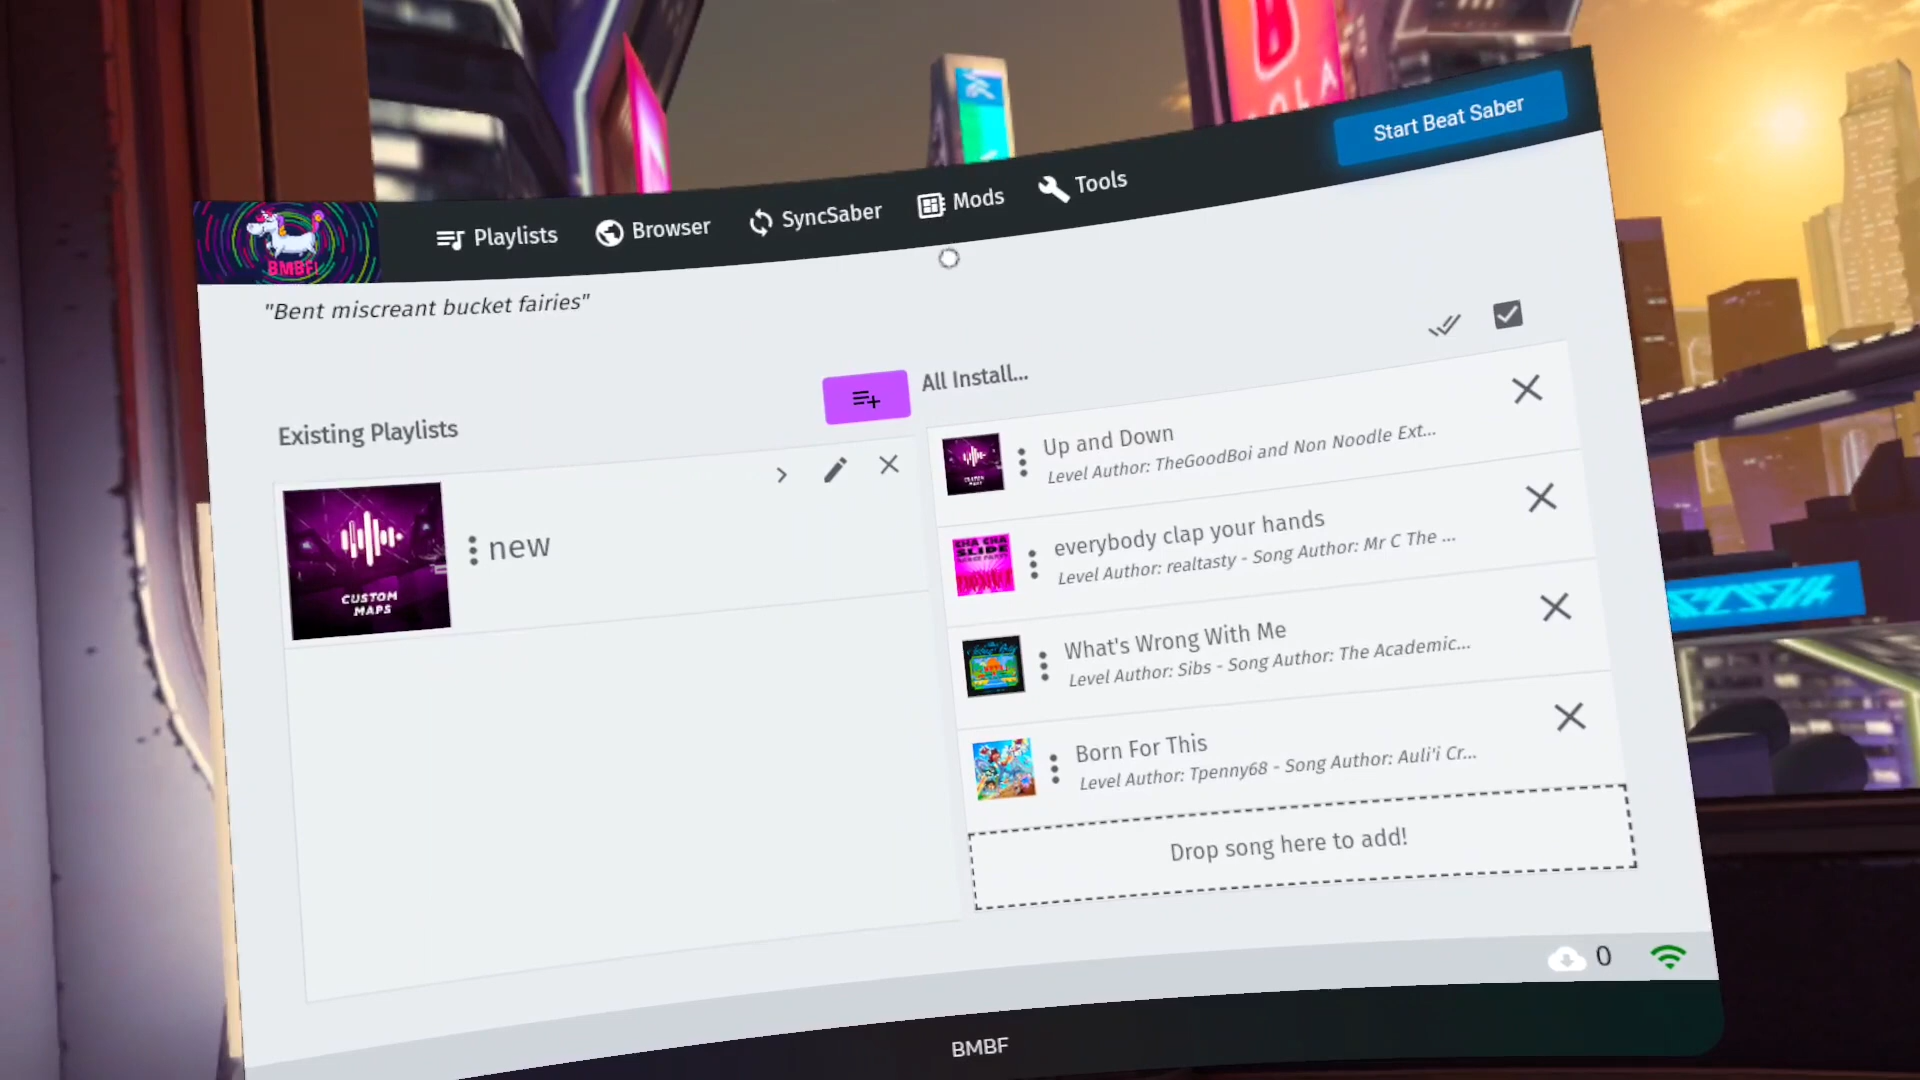 Start Beat Saber
BMBF!
Playlists
Browser
SyncSaber
Mods
Tools
"Bent miscreant bucket fairies"
Existing Playlists
All Install...
CUSTOM
MAPS
new
Up and Down
Level Author: TheGoodBoi and Non Noodle Ext...
everybody clap your hands
Level Author: realtasty - Song Author: Mr C The ...
What's Wrong With Me
Level Author: Sibs - Song Author: The Academic...
Born For This
Level Author: Tpenny68 - Song Author: Auli'i Cr...
Drop song here to add!
0
BMBF